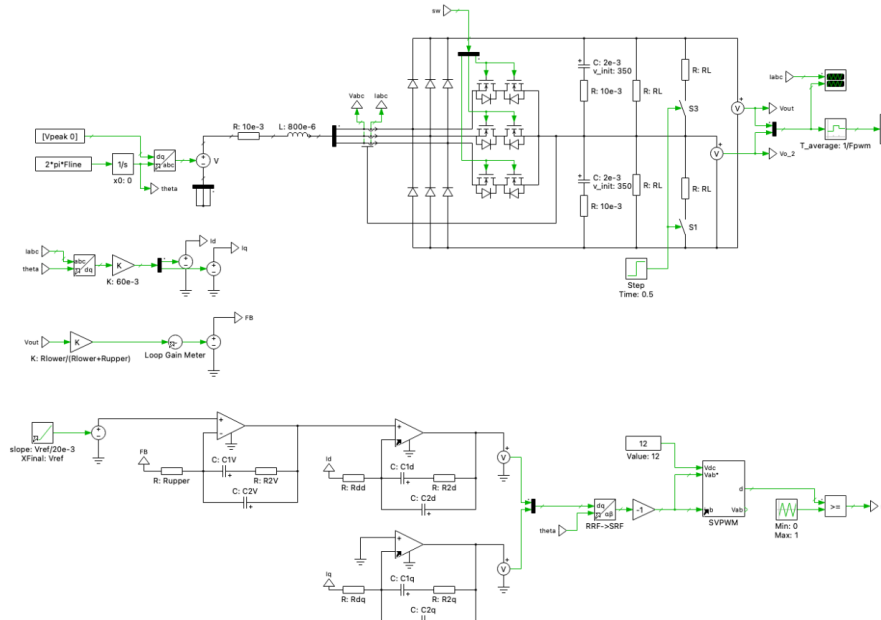 sw
C: 2e-3
v_init: 350
R: RL
R: RL
R: 10e-3
S3
Iabc
V
Vout
V
Vo_2
T_average: 1/Fpwm
Vabc
Iabc
R: 10e-3
L: 800e-6
[Vpeak 0]
dq
abc
V
2*pi*Fline
1/s
x0: 0
theta
C: 2e-3
v_init: 350
R: RL
R: RL
R: 10e-3
S1
Step
Time: 0.5
Id
Iq
Iabc
theta
abc
dq
K
K: 60e-3
FB
Vout
K
K: Rlower/(Rlower+Rupper)
Loop Gain Meter
slope: Vref/20e-3
XFinal: Vref
FB
R: Rupper
C: C1V
R: R2V
C: C2V
Id
R: Rdd
C: C1d
R: R2d
C: C2d
V
12
Value: 12
Vdc
Vab*
d
Vab
SVPWM
dq
αβ
RRF->SRF
-1
theta
Min: 0
Max: 1
>=
Iq
R: Rdq
C: C1q
R: R2q
C: C2q
V